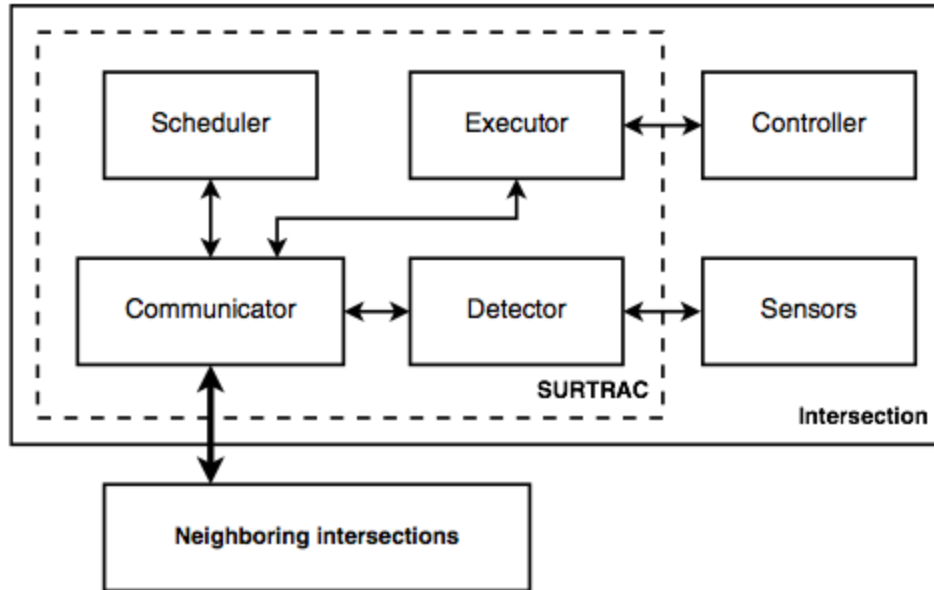 Scheduler
Executor
Controller
Communicator
Detector
Sensors
SURTRAC
Intersection
Neighboring intersections